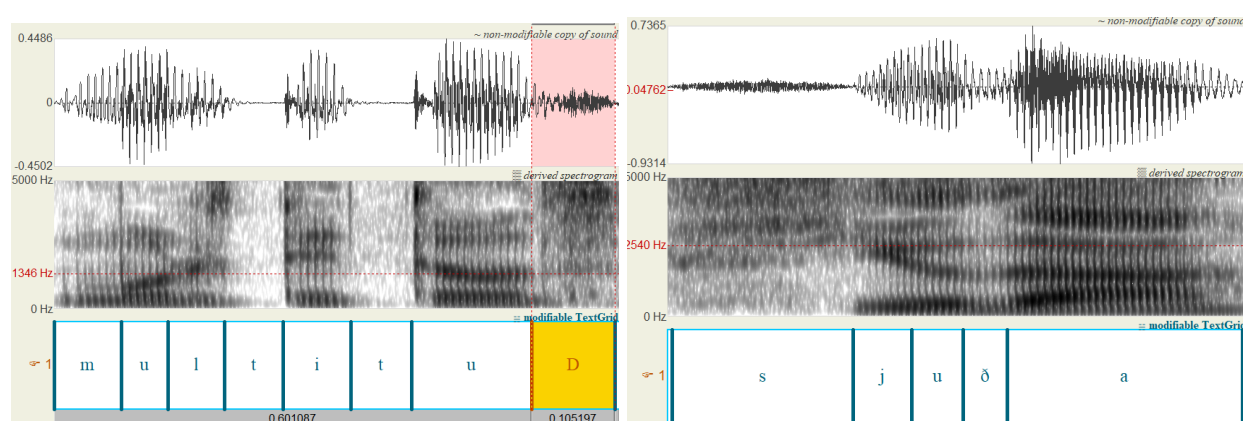 ~ non-modifiable copy of sound
0.4486
0
-0.4502
derived spectrogram
5000 Hz
1346 Hz
0 Hz
modifiable TextGrid
1 m u l t i t u D
0.601087 0.105197
~ non-modifiable copy of sound
0.7365
0.04762
-0.9314
derived spectrogram
5000 Hz
2540 Hz
0 Hz
modifiable TextGrid
1 s j u ð a